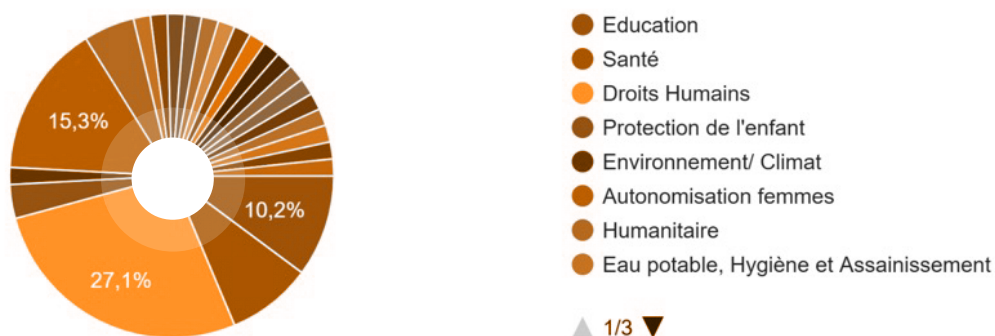 15,3%
10,2%
27,1%
Education
Santé
Droits Humains
Protection de l'enfant
Environnement/ Climat
Autonomisation femmes
Humanitaire
Eau potable, Hygiène et Assainissement
1/3